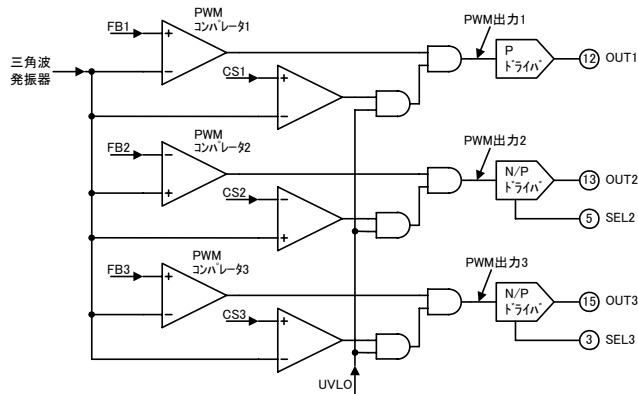 PWM
コンパレータ1
FB1
+
−
三角波
発振器
CS1
+
−
PWM出力1
P
ドライバ
12
OUT1
PWM
コンパレータ2
FB2
−
+
CS2
−
+
PWM出力2
N/P
ドライバ
13
OUT2
5
SEL2
PWM
コンパレータ3
FB3
+
−
CS3
+
−
PWM出力3
N/P
ドライバ
15
OUT3
3
SEL3
UVLO